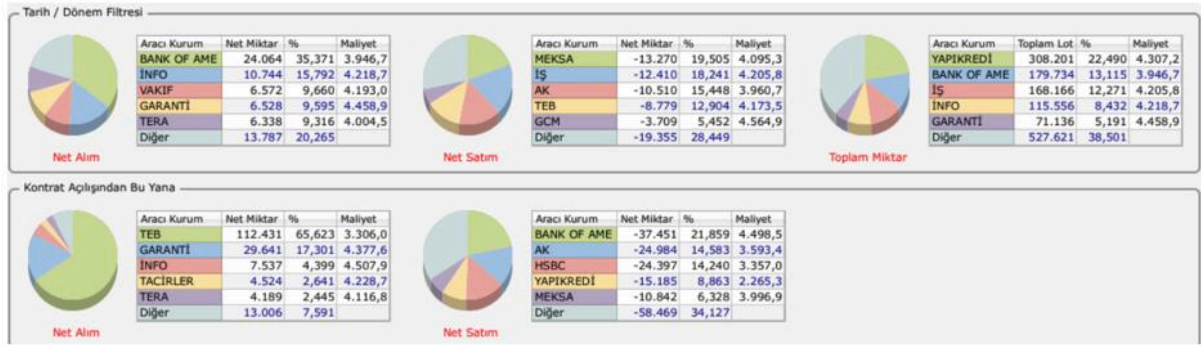 Tarih / Dönem Filtresi
Aracı Kurum Net Miktar % Maliyet
BANK OF AME 24.064 35,371 3.946,7
İNFO 10.744 15,792 4.218,7
VAKIF 6.572 9,660 4.193,0
GARANTİ 6.528 9,595 4.458,9
TERA 6.338 9,316 4.004,5
Diğer 13.787 20,265
Net Alım
Aracı Kurum Net Miktar % Maliyet
MEKSA -13.270 19,505 4.095,3
İŞ -12.410 18,241 4.205,8
AK -10.510 15,448 3.960,7
TEB -8.779 12,904 4.173,5
GCM -3.709 5,452 4.564,9
Diğer -19.355 28,449
Net Satım
Aracı Kurum Toplam Lot % Maliyet
YAPIKREDİ 308.201 22,490 4.307,2
BANK OF AME 179.734 13,115 3.946,7
İŞ 168.166 12,271 4.205,8
İNFO 115.556 8,432 4.218,7
GARANTİ 71.136 5,191 4.458,9
Diğer 527.621 38,501
Toplam Miktar
Kontrat Açılışından Bu Yana
Aracı Kurum Net Miktar % Maliyet
TEB 112.431 65,623 3.306,0
GARANTİ 29.641 17,301 4.377,6
İNFO 7.537 4,399 4.507,9
TACİRLER 4.524 2,641 4.228,7
TERA 4.189 2,445 4.116,8
Diğer 13.006 7,591
Net Alım
Aracı Kurum Net Miktar % Maliyet
BANK OF AME -37.451 21,859 4.498,5
AK -24.984 14,583 3.593,4
HSBC -24.397 14,240 3.357,0
YAPIKREDİ -15.185 8,863 2.265,3
MEKSA -10.842 6,328 3.996,9
Diğer -58.469 34,127
Net Satım